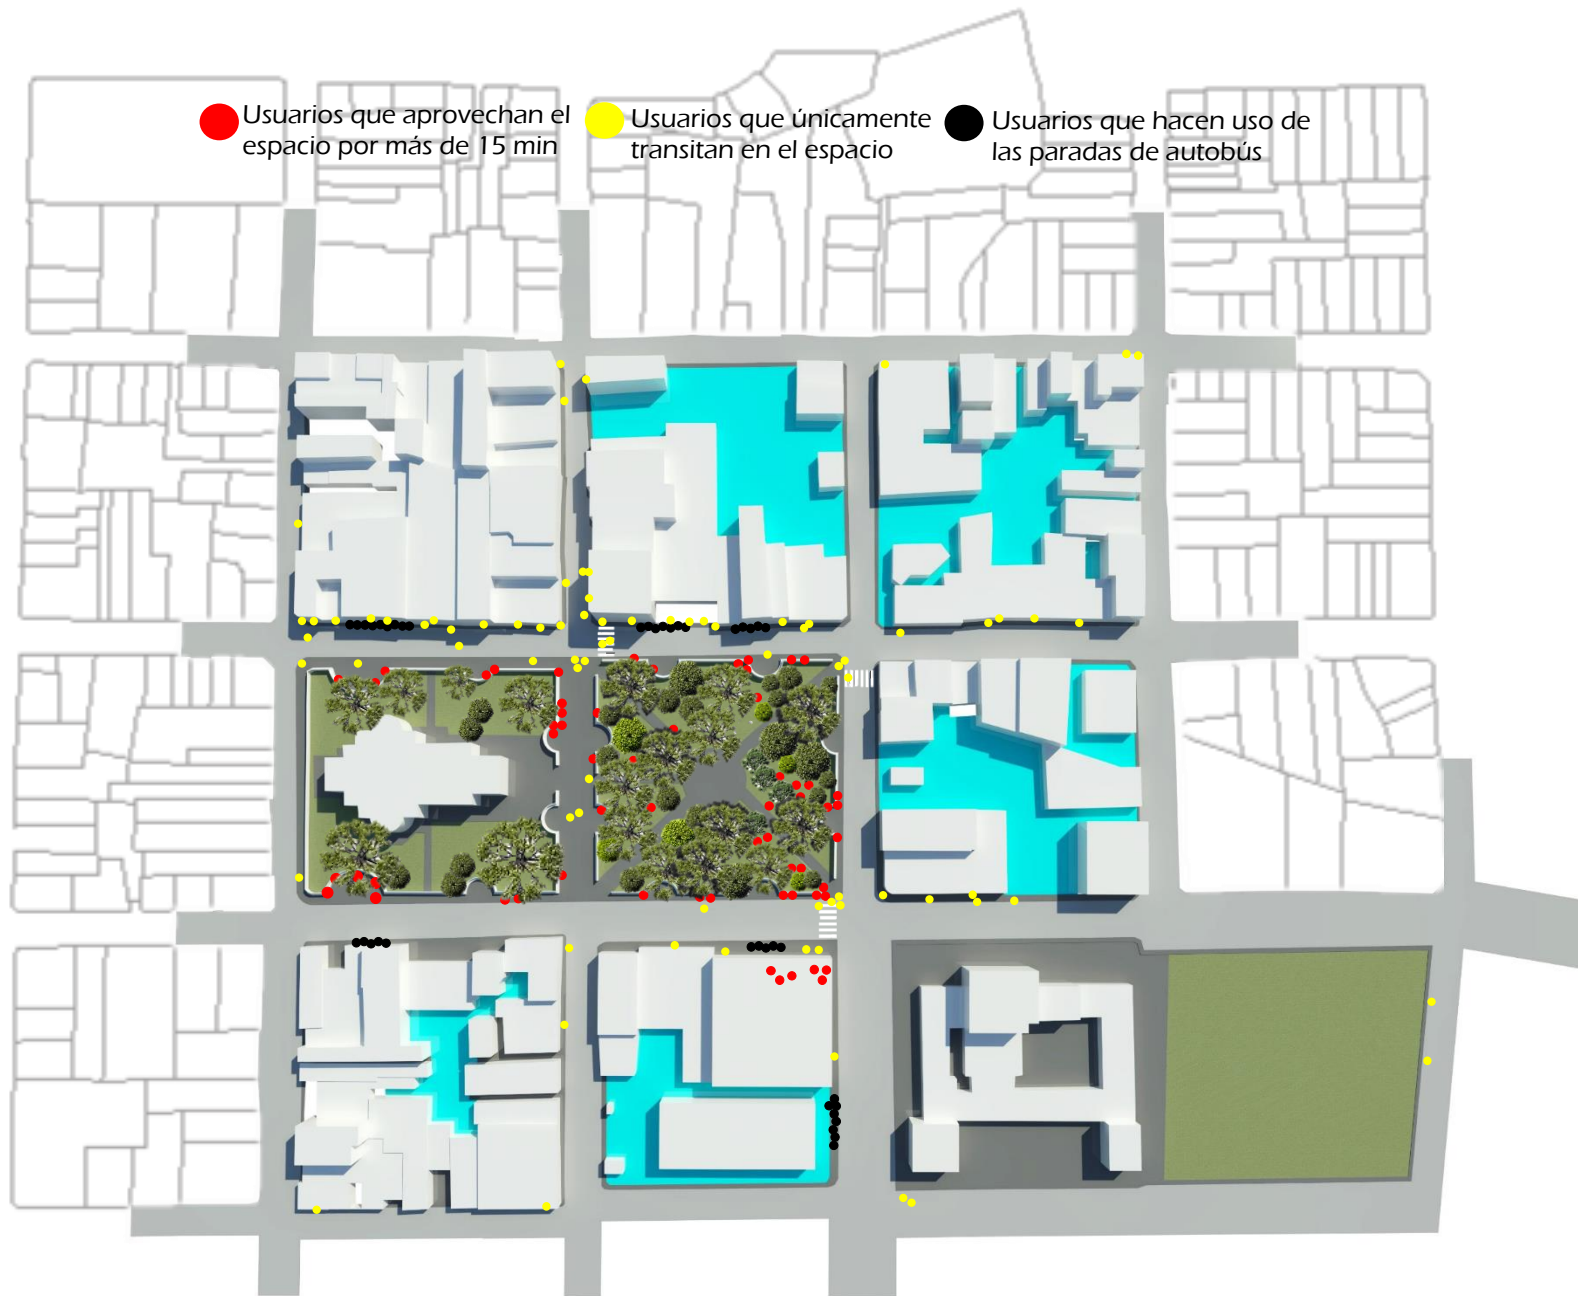 Usuarios que aprovechan el
espacio por más de 15 min
Usuarios que únicamente
transitan en el espacio
Usuarios que hacen uso de
las paradas de autobús